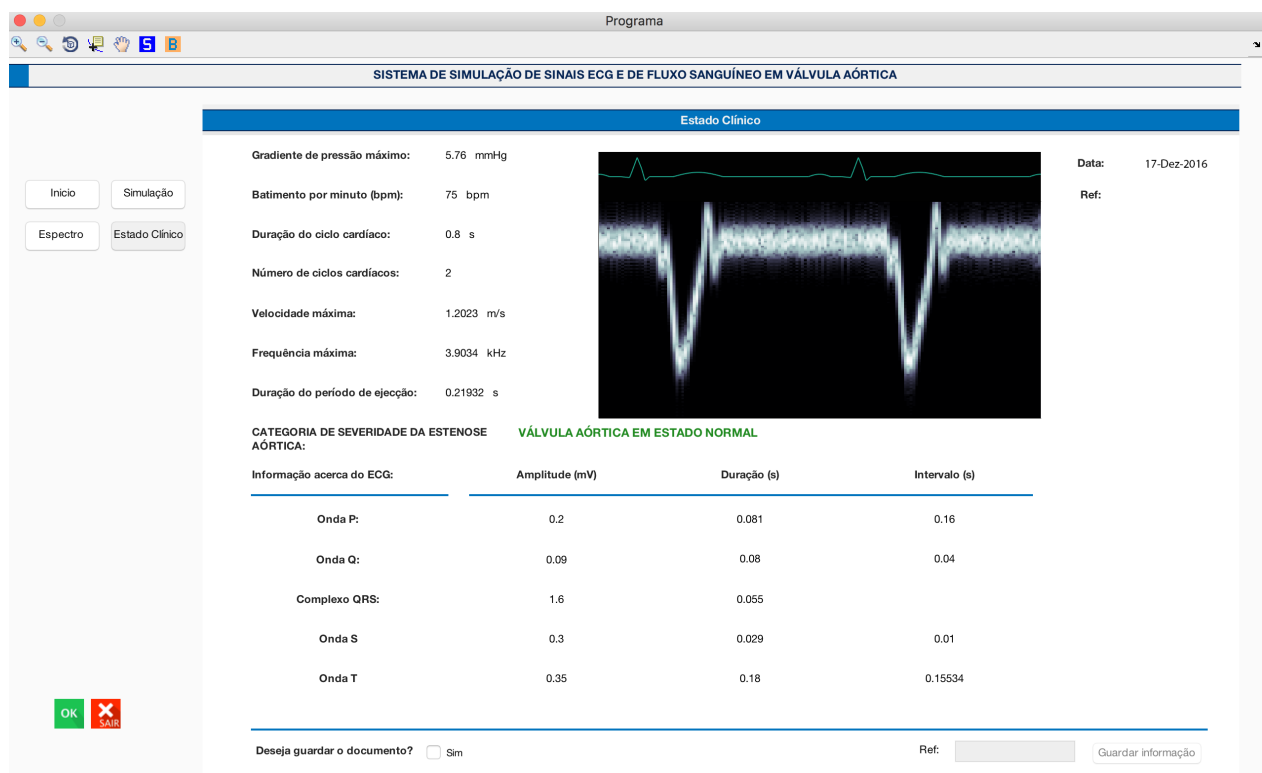 Programa
S B
SISTEMA DE SIMULAÇÃO DE SINAIS ECG E DE FLUXO SANGUÍNEO EM VÁLVULA AÓRTICA
Estado Clínico
Inicio Simulação
Espectro Estado Clínico
Gradiente de pressão máximo: 5.76 mmHg
Batimento por minuto (bpm): 75 bpm
Duração do ciclo cardíaco: 0.8 s
Número de ciclos cardíacos: 2
Velocidade máxima: 1.2023 m/s
Frequência máxima: 3.9034 kHz
Duração do período de ejecção: 0.21932 s
Data: 17-Dez-2016
Ref:
CATEGORIA DE SEVERIDADE DA ESTENOSE
AÓRTICA:
VÁLVULA AÓRTICA EM ESTADO NORMAL
Informação acerca do ECG: Amplitude (mV) Duração (s) Intervalo (s)
Onda P: 0.2 0.081 0.16
Onda Q: 0.09 0.08 0.04
Complexo QRS: 1.6 0.055
Onda S 0.3 0.029 0.01
Onda T 0.35 0.18 0.15534
OK SAIR
Deseja guardar o documento? Sim Ref: Guardar informação